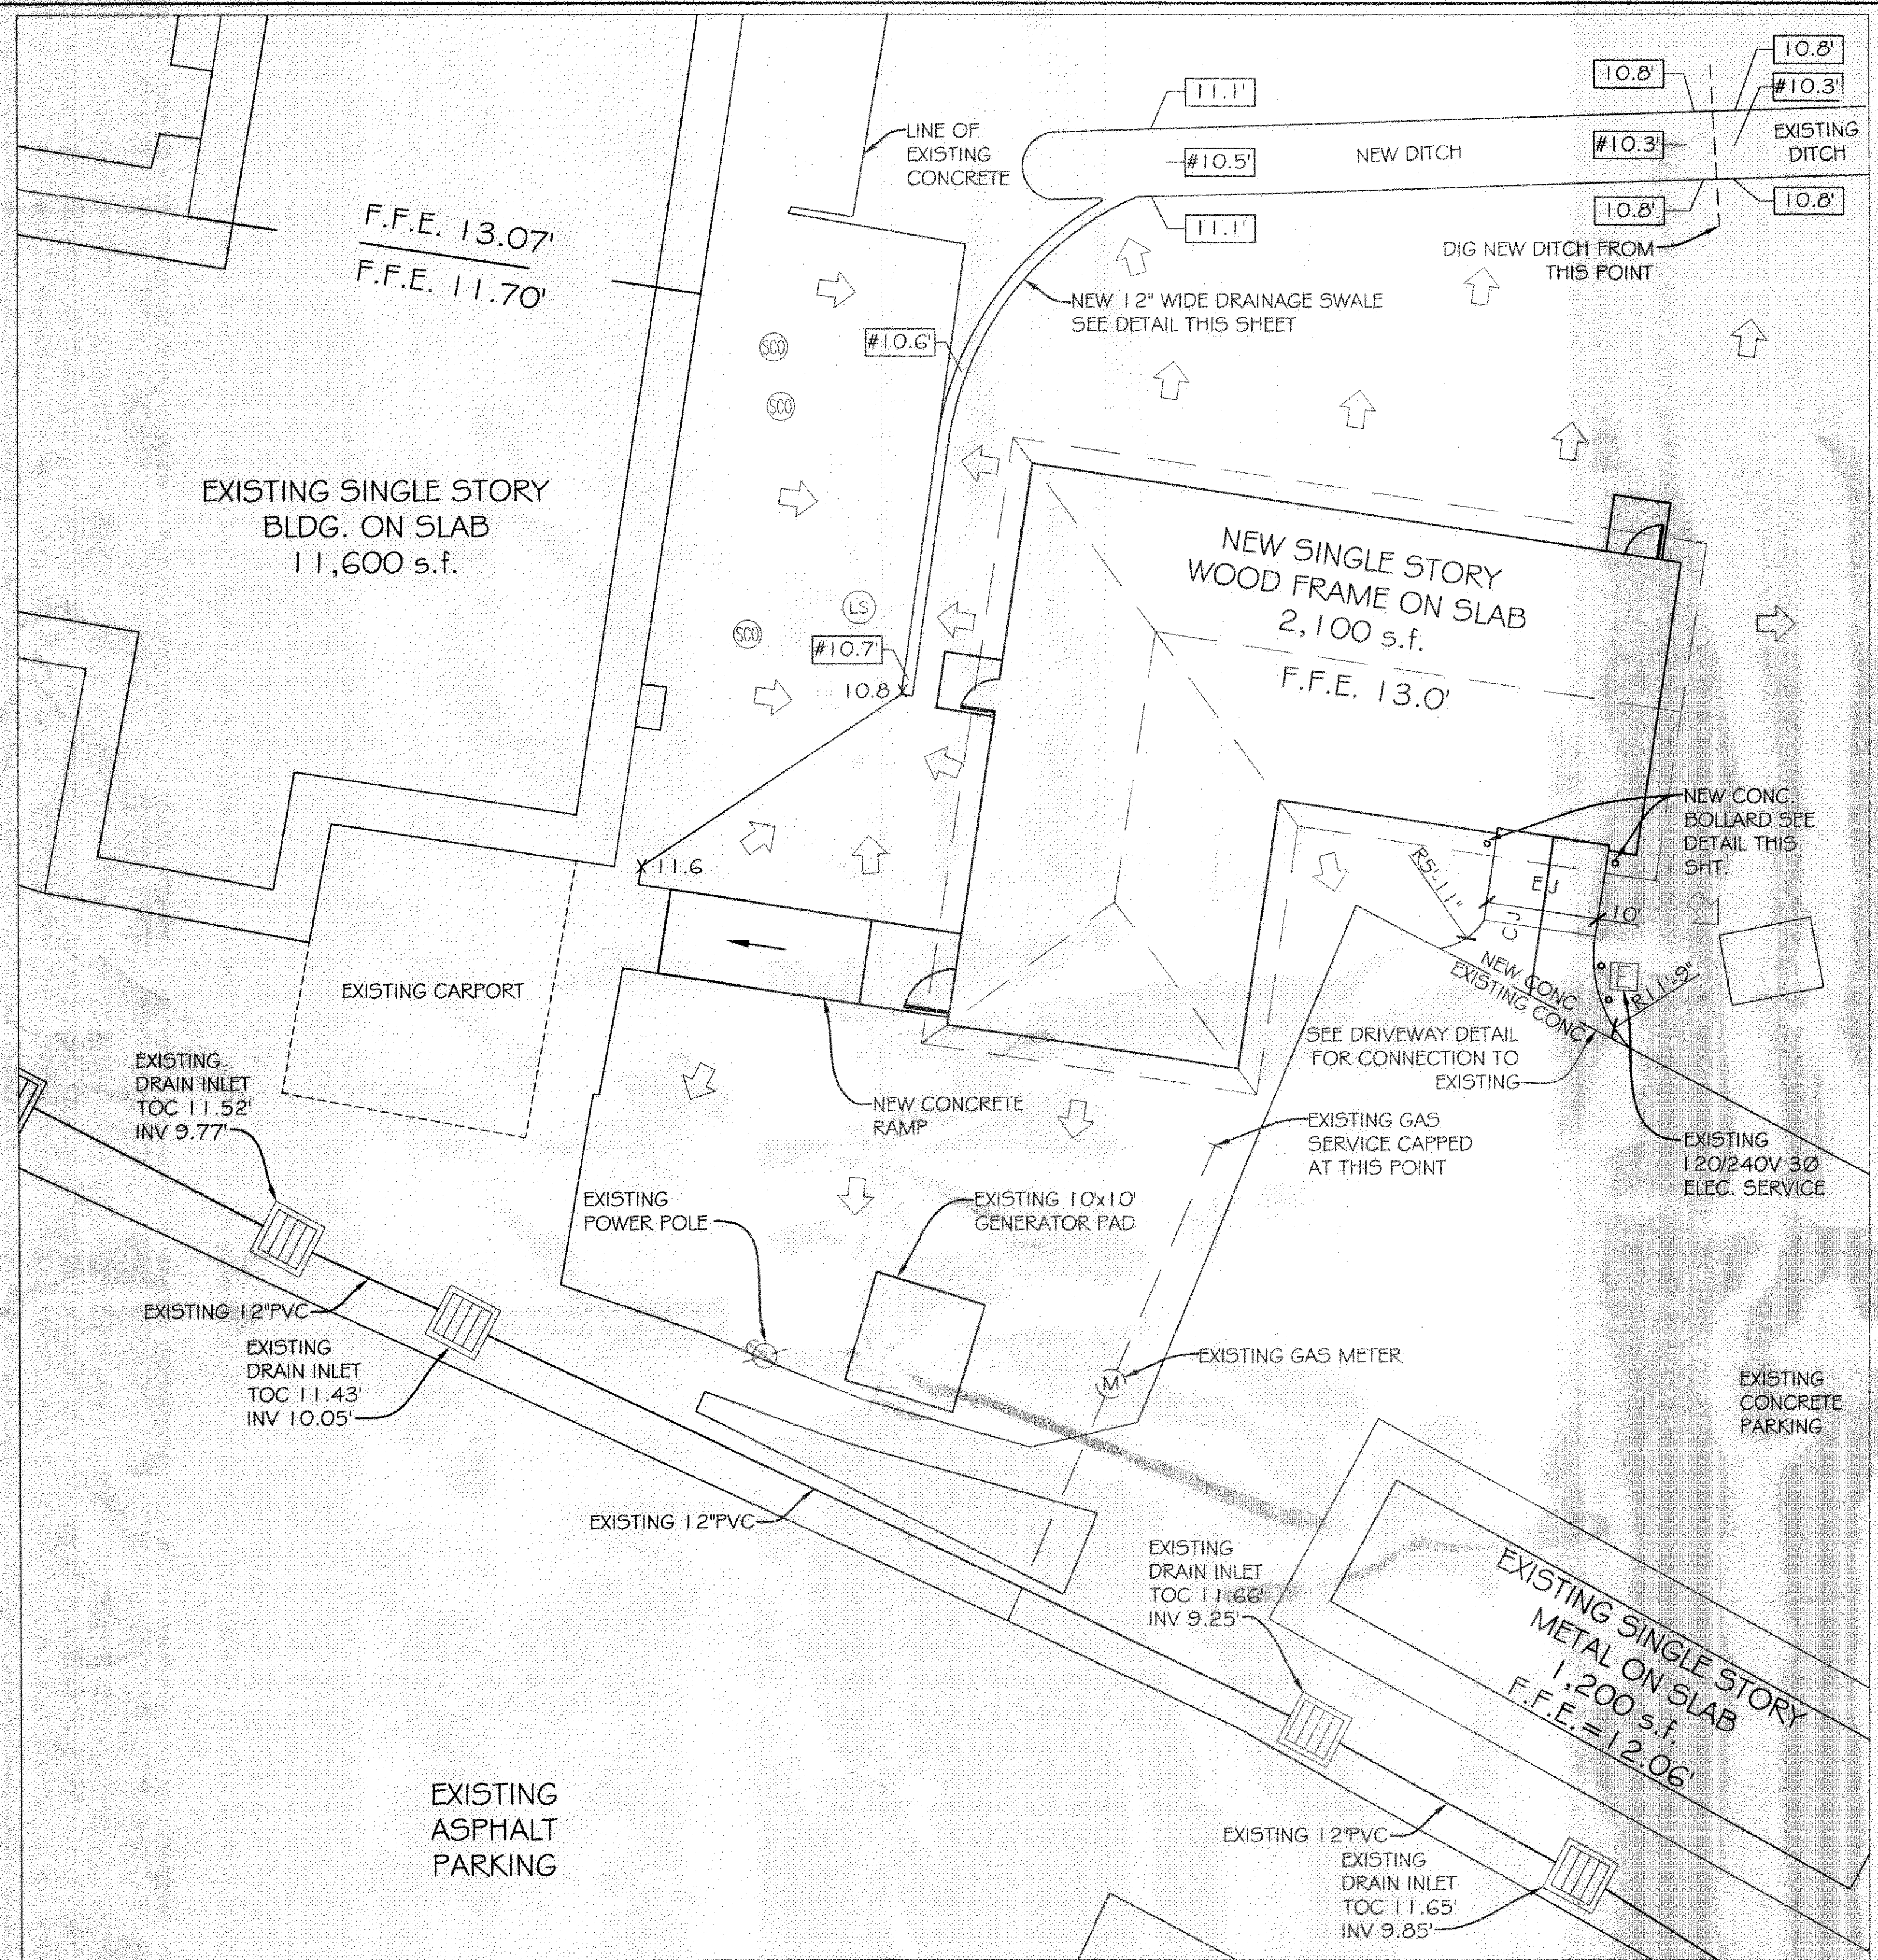 10.8'
10.8'
#10.3'
11.1'
LINE OF
EXISTING
CONCRETE
#10.5'
NEW DITCH
#10.3'
EXISTING
DITCH
11.1'
10.8'
10.8'
DIG NEW DITCH FROM
THIS POINT
F.F.E. 13.07'
F.F.E. 11.70'
NEW 12" WIDE DRAINAGE SWALE
SEE DETAIL THIS SHEET
#10.6'
SCO
SCO
EXISTING SINGLE STORY
BLDG. ON SLAB
11,600 s.f.
NEW SINGLE STORY
WOOD FRAME ON SLAB
2,100 s.f.
F.F.E. 13.0'
LS
SCO
#10.7'
10.8
11.6
NEW CONC.
BOLLARD SEE
DETAIL THIS
SHT.
R5'-11"
EJ
CJ
10'
E
R11'-9"
NEW CONC
EXISTING CONC
EXISTING CARPORT
SEE DRIVEWAY DETAIL
FOR CONNECTION TO
EXISTING
EXISTING
DRAIN INLET
TOC 11.52'
INV 9.77'
NEW CONCRETE
RAMP
EXISTING GAS
SERVICE CAPPED
AT THIS POINT
EXISTING
120/240V 3Ø
ELEC. SERVICE
EXISTING
POWER POLE
EXISTING 10'x10'
GENERATOR PAD
EXISTING 12"PVC
EXISTING
DRAIN INLET
TOC 11.43'
INV 10.05'
M
EXISTING GAS METER
EXISTING
CONCRETE
PARKING
EXISTING 12"PVC
EXISTING
DRAIN INLET
TOC 11.66'
INV 9.25'
EXISTING SINGLE STORY
METAL ON SLAB
1,200 s.f.
F.F.E.=12.06'
EXISTING
ASPHALT
PARKING
EXISTING 12"PVC
EXISTING
DRAIN INLET
TOC 11.65'
INV 9.85'